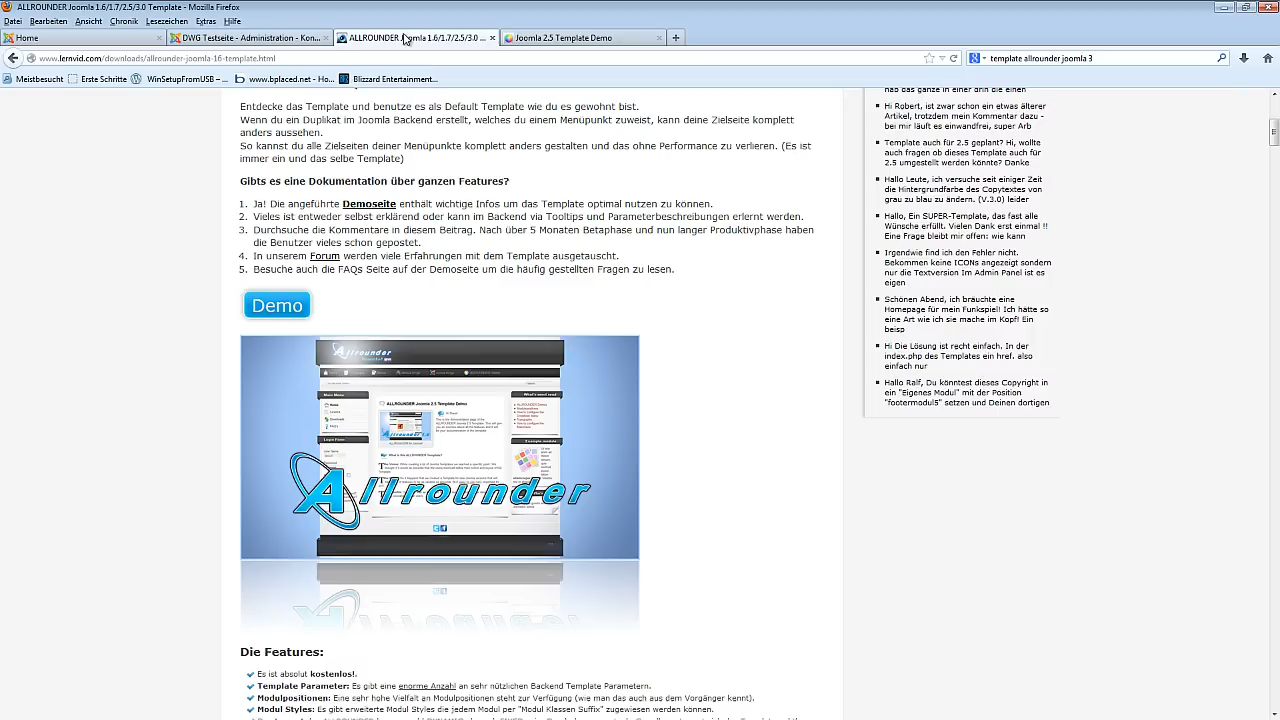 ALLROUNDER Joomla 1.6/1.7/2.5/3.0 Template - Mozilla Firefox
Datei Bearbeiten Ansicht Chronik Lesezeichen Extras Hilfe
Home
DWG Testseite - Administration - Kon...
ALLROUNDER Joomla 1.6/1.7/2.5/3.0 ...
Joomla 2.5 Template Demo
www.lernvid.com/downloads/allrounder-joomla-16-template.html
template allrounder joomla 3
Meistbesucht Erste Schritte WinSetupFromUSB - ... www.bplaced.net - Ho... Blizzard Entertainment...
Entdecke das Template und benutze es als Default Template wie du es gewohnt bist.
Wenn du ein Duplikat im Joomla Backend erstellt, welches du einem Menüpunkt zuweist, kann deine Zielseite komplett
anders aussehen.
So kannst du alle Zielseiten deiner Menüpunkte komplett anders gestalten und das ohne Performance zu verlieren. (Es ist
immer ein und das selbe Template)
Gibts es eine Dokumentation über ganzen Features?
1. Ja! Die angeführte Demoseite enthält wichtige Infos um das Template optimal nutzen zu können.
2. Vieles ist entweder selbst erklärend oder kann im Backend via Tooltips und Parameterbeschreibungen erlernt werden.
3. Durchsuche die Kommentare in diesem Beitrag. Nach über 5 Monaten Betaphase und nun langer Produktivphase haben
die Benutzer vieles schon gepostet.
4. In unserem Forum werden viele Erfahrungen mit dem Template ausgetauscht.
5. Besuche auch die FAQs Seite auf der Demoseite um die häufig gestellten Fragen zu lesen.
Demo
Allrounder
ALLROUNDER Joomla 2.5 Template Demo
Allrounder
Die Features:
Es ist absolut kostenlos!.
Template Parameter: Es gibt eine enorme Anzahl an sehr nützlichen Backend Template Parametern.
Modulpositionen: Eine sehr hohe Vielfalt an Modulpositionen steht zur Verfügung (wie man das auch aus dem Vorgänger kennt).
Modul Styles: Es gibt erweiterte Modul Styles die jedem Modul per "Modul Klassen Suffix" zugewiesen werden können.
hab das ganze in einer drin die einen
Hi Robert, ist zwar schon ein etwas älterer
Artikel, trotzdem mein Kommentar dazu -
bei mir läuft es einwandfrei, super Arb
Template auch für 2.5 geplant? Hi, wollte
auch fragen ob dieses Template auch für
2.5 umgestellt werden könnte? Danke
Hallo Leute, ich versuche seit einiger Zeit
die Hintergrundfarbe des Copytextes von
grau zu blau zu ändern. (V.3.0) leider
Hallo, Ein SUPER-Template, das fast alle
Wünsche erfüllt. Vielen Dank erst einmal !!
Eine Frage bleibt mir offen: wie kann
Irgendwie find ich den Fehler nicht.
Bekommen keine ICONs angezeigt sondern
nur die Textversion Im Admin Panel ist es
eigen
Schönen Abend, ich bräuchte eine
Homepage für mein Funkspiel! Ich hätte so
eine Art wie ich sie mache im Kopf! Ein
beisp
Hi Die Lösung ist recht einfach. In der
index.php des Templates ein href. also
einfach nur
Hallo Ralf, Du könntest dieses Copyright in
ein "Eigenes Modul" mit der Position
"footermodul5" setzen und Deinen dortigen